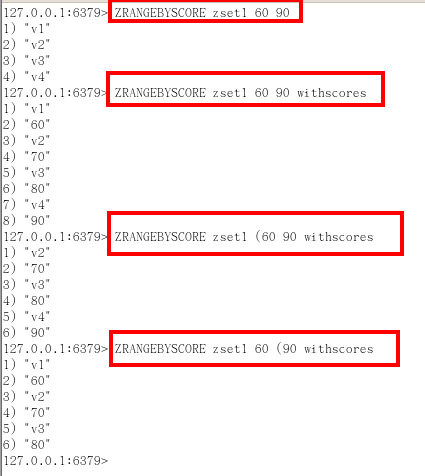 127.0.0.1:6379> ZRANGEBYSCORE zset1 60 90
1) "v1"
2) "v2"
3) "v3"
4) "v4"
127.0.0.1:6379> ZRANGEBYSCORE zset1 60 90 withscores
1) "v1"
2) "60"
3) "v2"
4) "70"
5) "v3"
6) "80"
7) "v4"
8) "90"
127.0.0.1:6379> ZRANGEBYSCORE zset1 (60 90 withscores
1) "v2"
2) "70"
3) "v3"
4) "80"
5) "v4"
6) "90"
127.0.0.1:6379> ZRANGEBYSCORE zset1 60 (90 withscores
1) "v1"
2) "60"
3) "v2"
4) "70"
5) "v3"
6) "80"
127.0.0.1:6379>